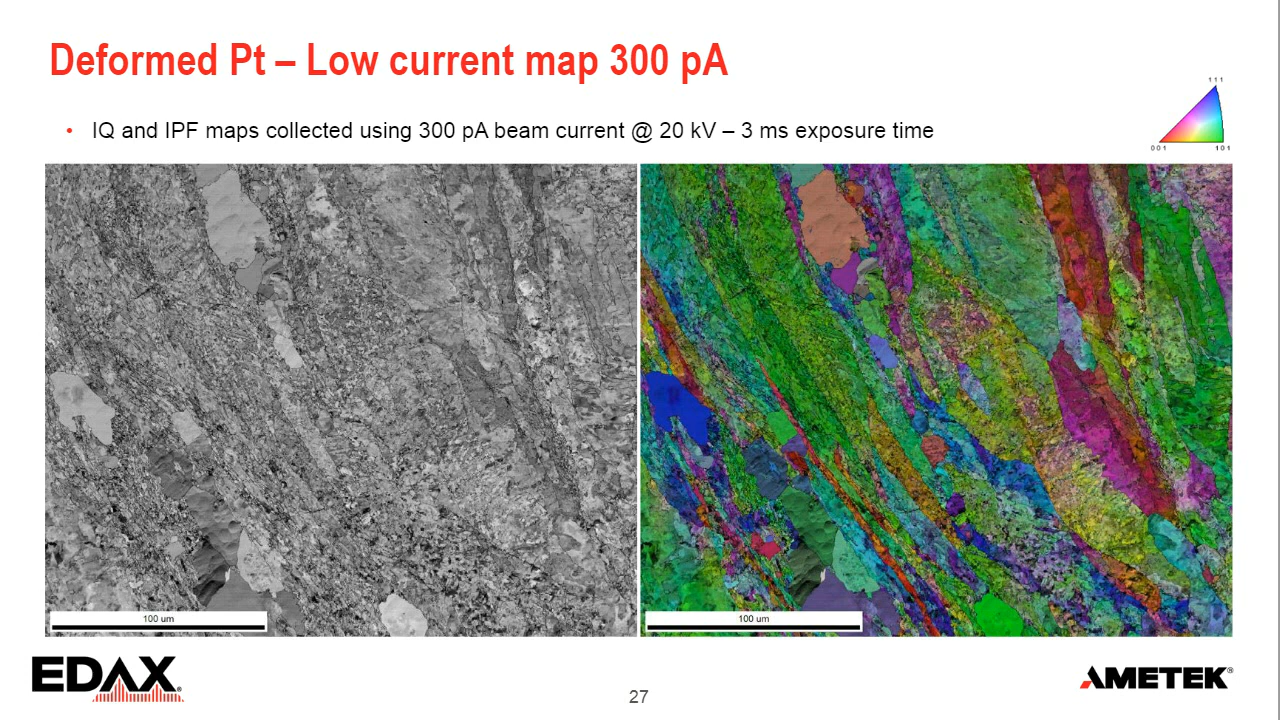 Deformed Pt – Low current map 300 pA
111
• IQ and IPF maps collected using 300 pA beam current @ 20 kV – 3 ms exposure time
001 101
100 um
100 um
EDAX®
AMETEK®
27